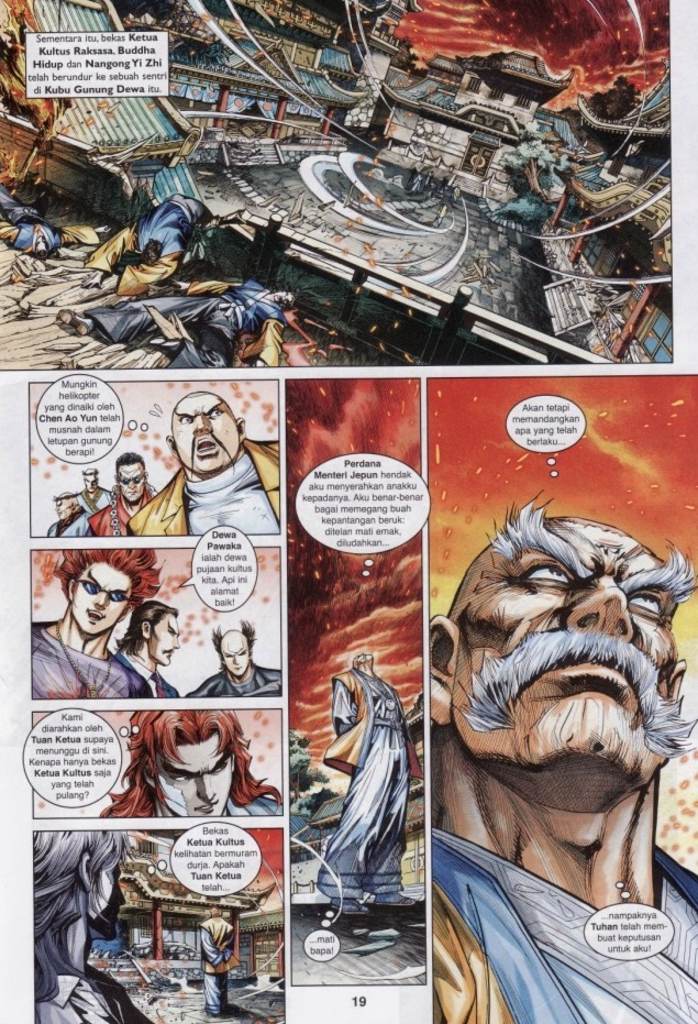 Sementara itu, bekas Ketua
Kultus Raksasa, Buddha
Hidup dan Nangong Yi Zhi
telah berundur ke sebuah sentri
di Kubu Gunung Dewa itu.
Mungkin
helikopter
yang dinaiki oleh
Chen Ao Yun telah
musnah dalam
letupan gunung
berapi!
Dewa
Pawaka
ialah dewa
pujaan kultus
kita. Api ini
alamat
baik!
Kami
diarahkan oleh
Tuan Ketua supaya
menunggu di sini.
Kenapa hanya bekas
Ketua Kultus saja
yang telah
pulang?
Bekas
Ketua Kultus
kelihatan bermuram
durja. Apakah
Tuan Ketua
telah...
Perdana
Menteri Jepun hendak
aku menyerahkan anakku
kepadanya. Aku benar-benar
bagai memegang buah
kepantangan beruk:
ditelan mati emak,
diludahkan...
...mati
bapa!
Akan tetapi
memandangkan
apa yang telah
berlaku...
...nampaknya
Tuhan telah mem-
buat keputusan
untuk aku!
19